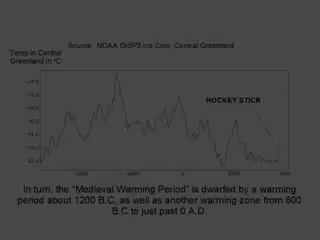 Source: NOAA GISP2 Ice Core, Central Greenland
Temp in Central
Greenland in °C
HOCKEY STICK
In turn, the "Medieval Warming Period" is dwarfed by a warming
period about 1200 B.C, as well as another warming zone from 600
B.C to just past 0 A.D.